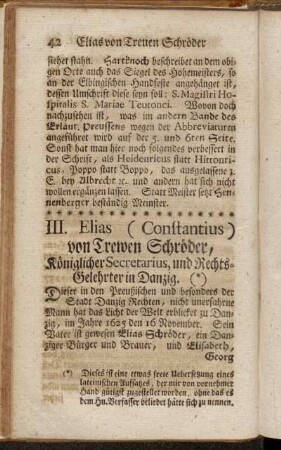 42 Elias von Treuen Schröder
stehet stahn. Hartknoch beschreibet an dem obi-
gen Orte auch das Siegel des Hohemeisters, so
an der Elbingischen Handfeste angehänget ist,
dessen Umschrift diese seyn soll: S. Magistri Ho-
spitalis S. Mariae Teutonci. Wovon doch
nachzusehen ist, was im andern Bande des
Erläut. Preussens wegen der Abbreviaturen
angeführet wird auf der 5. und 6ten Seite.
Sonst hat man hier noch folgendes verbessert in
der Schrift, als Heidenricus statt Hittonri-
cus, Poppo statt Boppo, das ausgelassene z.
E. bey Albrecht ꝛc. und andern hat sich nicht
wollen ergänzen lassen. Statt Meister setzt Hen-
nenberger beständig Meinster.
III. Elias (Constantius)
von Trewen Schröder,
Königlicher Secretarius, und Rechts-
Gelehrter in Danzig. (*)
Dieser in den Preußischen und besonders der
Stadt Danzig Rechten, nicht unerfahrne
Mann hat das Licht der Welt erblicket zu Dan-
zig, im Jahre 1625 den 16 November. Sein
Vater ist gewesen Elias Schröder, ein Dan-
ziger Bürger und Brauer, und Elisabeth,
Georg
(*) Dieses ist eine etwas freie Uebersetzung eines
lateinischen Aufsatzes, der mir von vornehmer
Hand gütigst zugestellet worden, ohne das es
dem Hn. Verfasser beliebet hätte sich zu nennen.